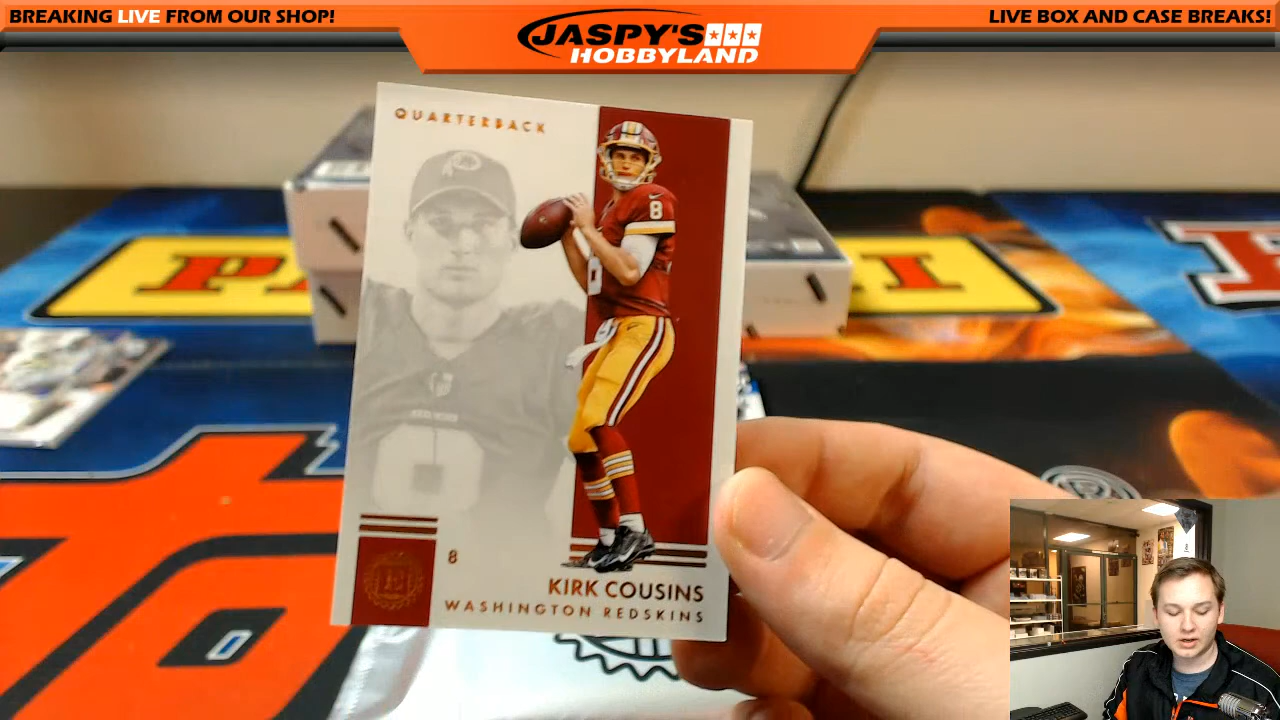 BREAKING LIVE FROM OUR SHOP!
JASPY'S
HOBBYLAND
LIVE BOX AND CASE BREAKS!
QUARTERBACK
8
8
KIRK COUSINS
WASHINGTON REDSKINS